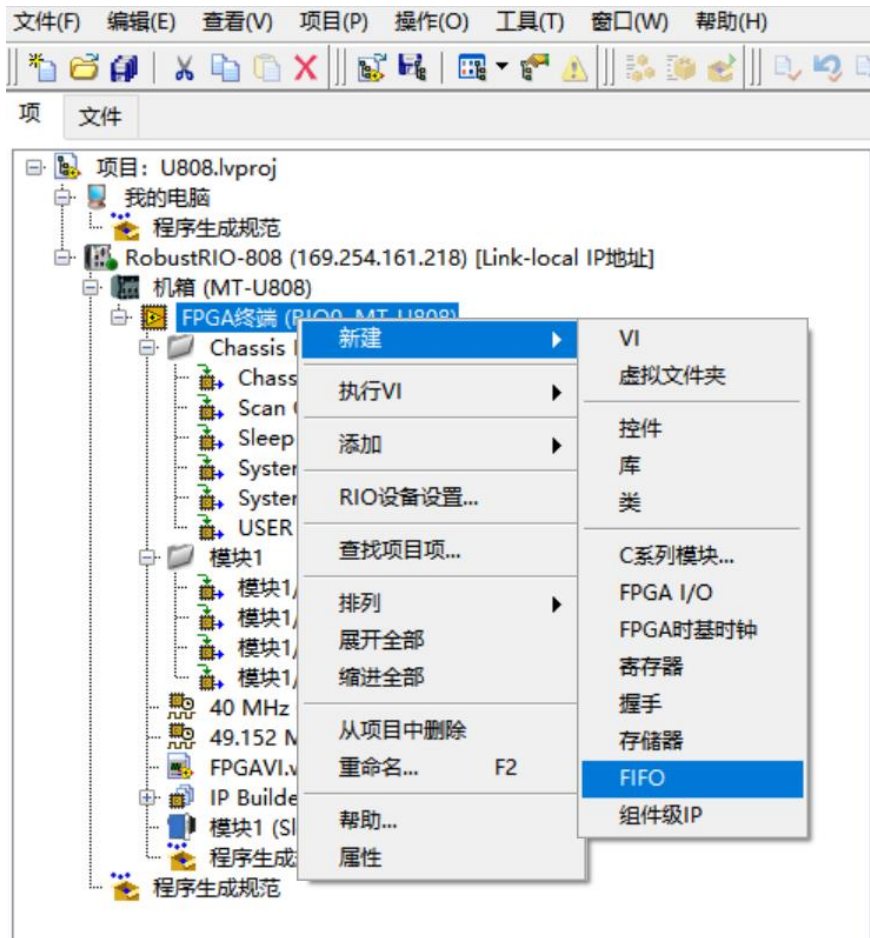 文件(F) 编辑(E) 查看(V) 项目(P) 操作(O) 工具(T) 窗口(W) 帮助(H)
项 文件
项目: U808.lvproj
我的电脑
程序生成规范
RobustRIO-808 (169.254.161.218) [Link-local IP地址]
机箱 (MT-U808)
FPGA终端 (RIO0, MT-U808)
Chassis
Chass
Scan
Sleep
System
System
USER
模块1
模块1/
模块1/
模块1/
模块1/
40 MHz
49.152 M
FPGAVI.v
IP Builde
模块1 (Sl
程序生成
程序生成规范
新建
执行VI
添加
RIO设备设置...
查找项目项...
排列
展开全部
缩进全部
从项目中删除
重命名... F2
帮助...
属性
VI
虚拟文件夹
控件
库
类
C系列模块...
FPGA I/O
FPGA时基时钟
寄存器
握手
存储器
FIFO
组件级IP